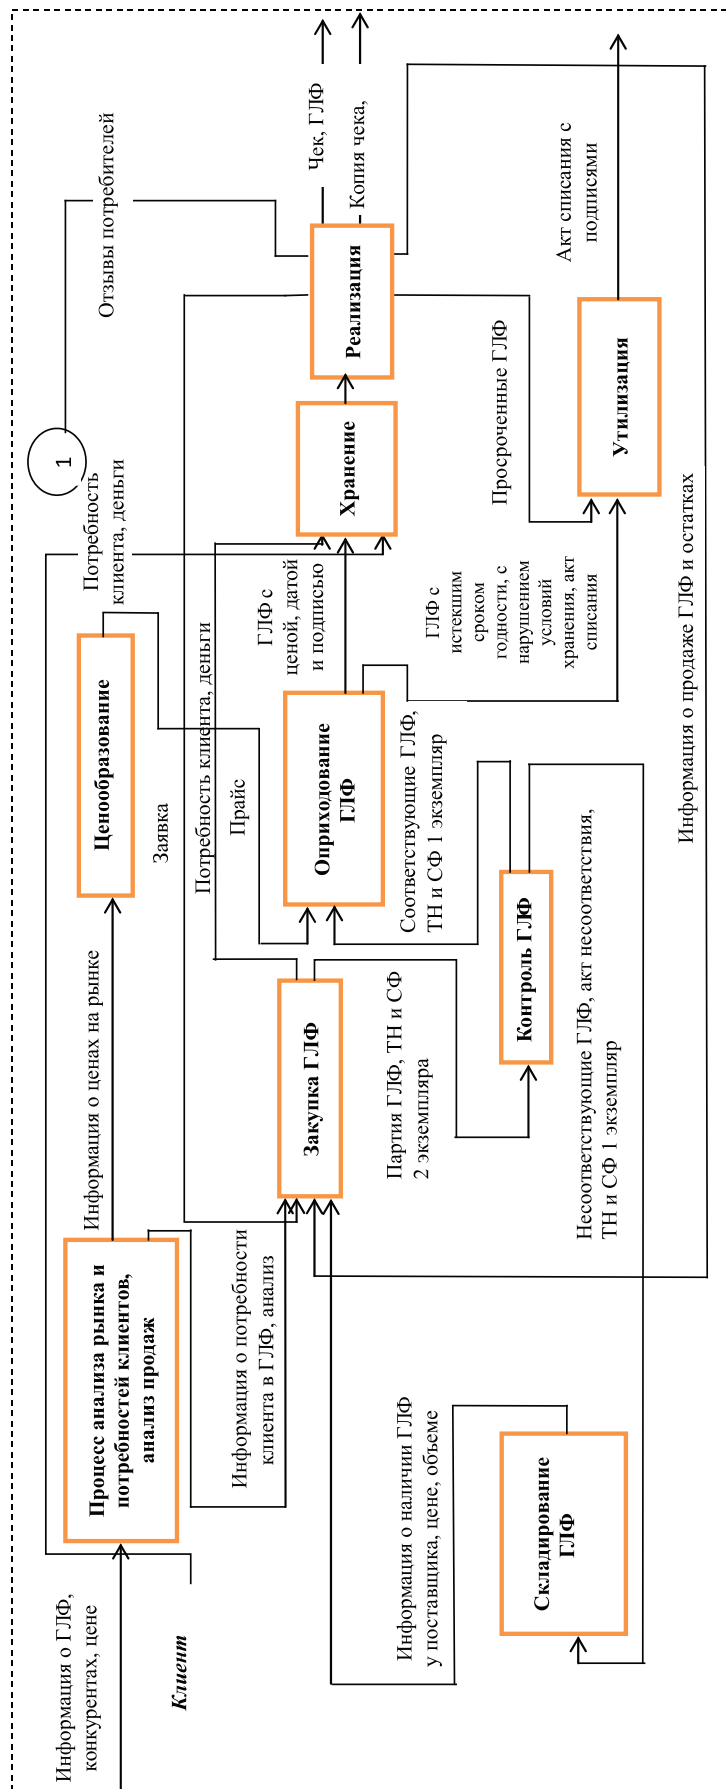 Информация о ГЛФ,
конкурентах, цене
Клиент
Процесс анализа рынка и
потребностей клиентов,
анализ продаж
Информация о ценах на рынке
Ценообразование
Потребность
клиента, деньги
1
Отзывы потребителей
Заявка
Потребность клиента, деньги
Прайс
Информация о потребности
клиента в ГЛФ, анализ
Закупка ГЛФ
Оприходование
ГЛФ
ГЛФ с
ценой, датой
и подписью
Хранение
Реализация
Чек, ГЛФ
Копия чека,
Информация о наличии ГЛФ
у поставщика, цене, объеме
Партия ГЛФ, ТН и СФ
2 экземпляра
Соответствующие ГЛФ,
ТН и СФ 1 экземпляр
ГЛФ с
истекшим
сроком
годности, с
нарушением
условий
хранения, акт
списания
Просроченные ГЛФ
Акт списания с
подписями
Складирование
ГЛФ
Контроль ГЛФ
Утилизация
Несоответствующие ГЛФ, акт несоответствия,
ТН и СФ 1 экземпляр
Информация о продаже ГЛФ и остатках